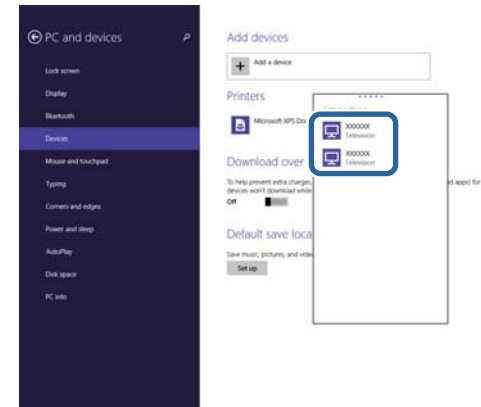 PC and devices
Lock screen
Display
Bluetooth
Devices
Mouse and touchpad
Typing
Corners and edges
Power and sleep
AutoPlay
Disk space
PC info
Add devices
Add a device
Printers
Microsoft XPS Do
XXXXXX
Television
XXXXXX
Television
Download over
To help prevent extra charges,
d apps) for
devices won't download while
Off
Default save loca
Save music, pictures, and vide
Set up